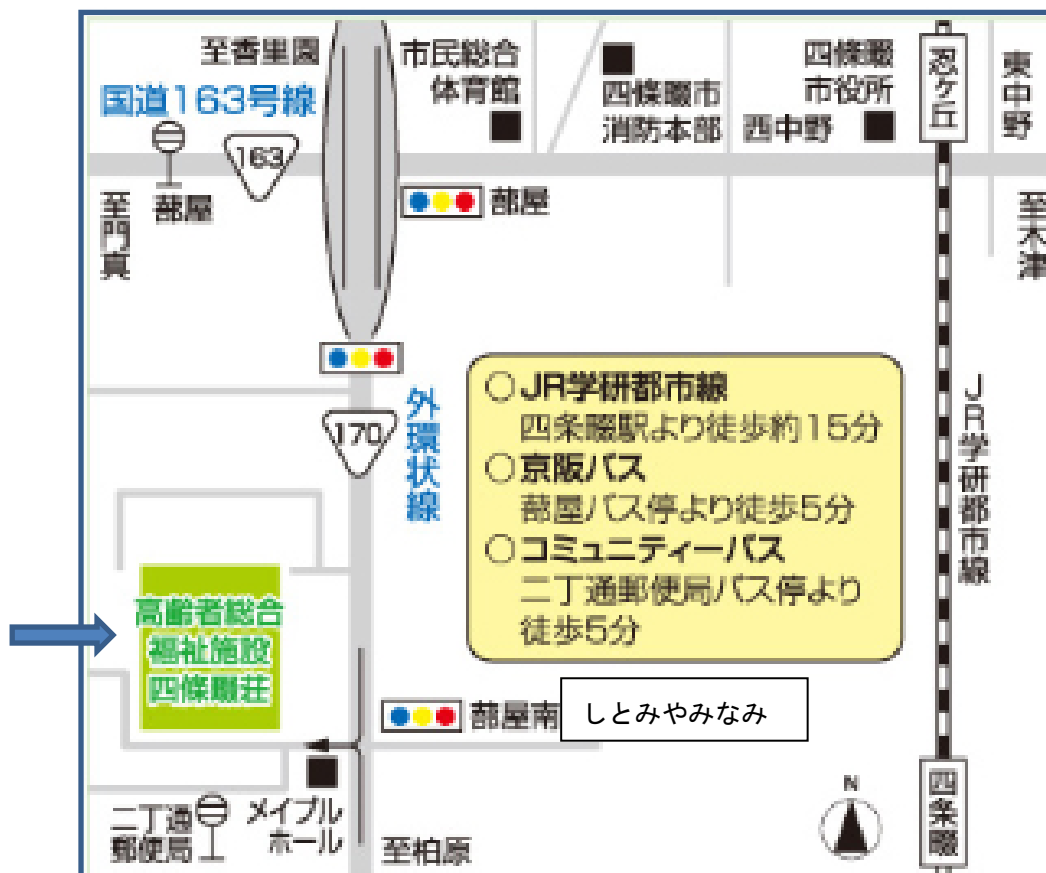 至香里園
国道163号線
163
蔀屋
至門真
市民総合
体育館
四條畷市
消防本部
四條畷
市役所
西中野
忍ヶ丘
東中野
至木津
蔀屋
170
外環状線
○JR学研都市線
四条畷駅より徒歩約15分
○京阪バス
蔀屋バス停より徒歩5分
○コミュニティーバス
二丁通郵便局バス停より
徒歩5分
JR学研都市線
高齢者総合
福祉施設
四條畷荘
蔀屋南
しとみやみなみ
二丁通
郵便局
メイプル
ホール
至柏原
N
四条畷